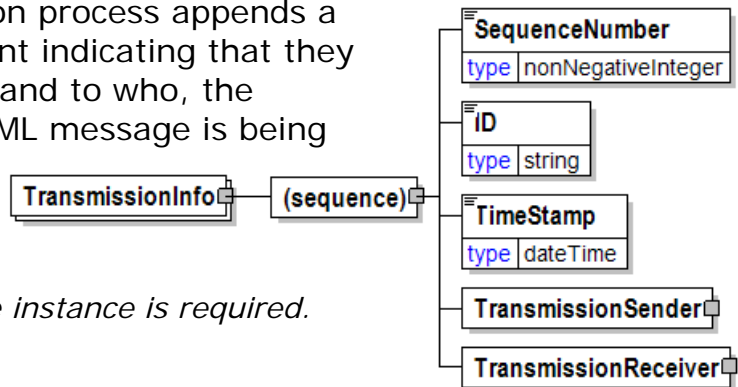 on process appends a
nt indicating that they
and to who, the
ML message is being
e instance is required.
TransmissionInfo
(sequence)
SequenceNumber
type nonNegativeInteger
ID
type string
TimeStamp
type dateTime
TransmissionSender
TransmissionReceiver